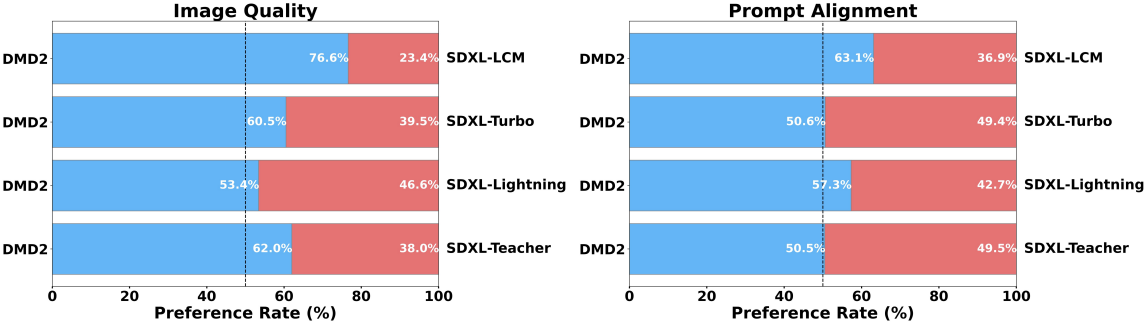 Image Quality
DMD2 76.6% 23.4% SDXL-LCM
DMD2 60.5% 39.5% SDXL-Turbo
DMD2 53.4% 46.6% SDXL-Lightning
DMD2 62.0% 38.0% SDXL-Teacher
0 20 40 60 80 100
Preference Rate (%)
Prompt Alignment
DMD2 63.1% 36.9% SDXL-LCM
DMD2 50.6% 49.4% SDXL-Turbo
DMD2 57.3% 42.7% SDXL-Lightning
DMD2 50.5% 49.5% SDXL-Teacher
0 20 40 60 80 100
Preference Rate (%)